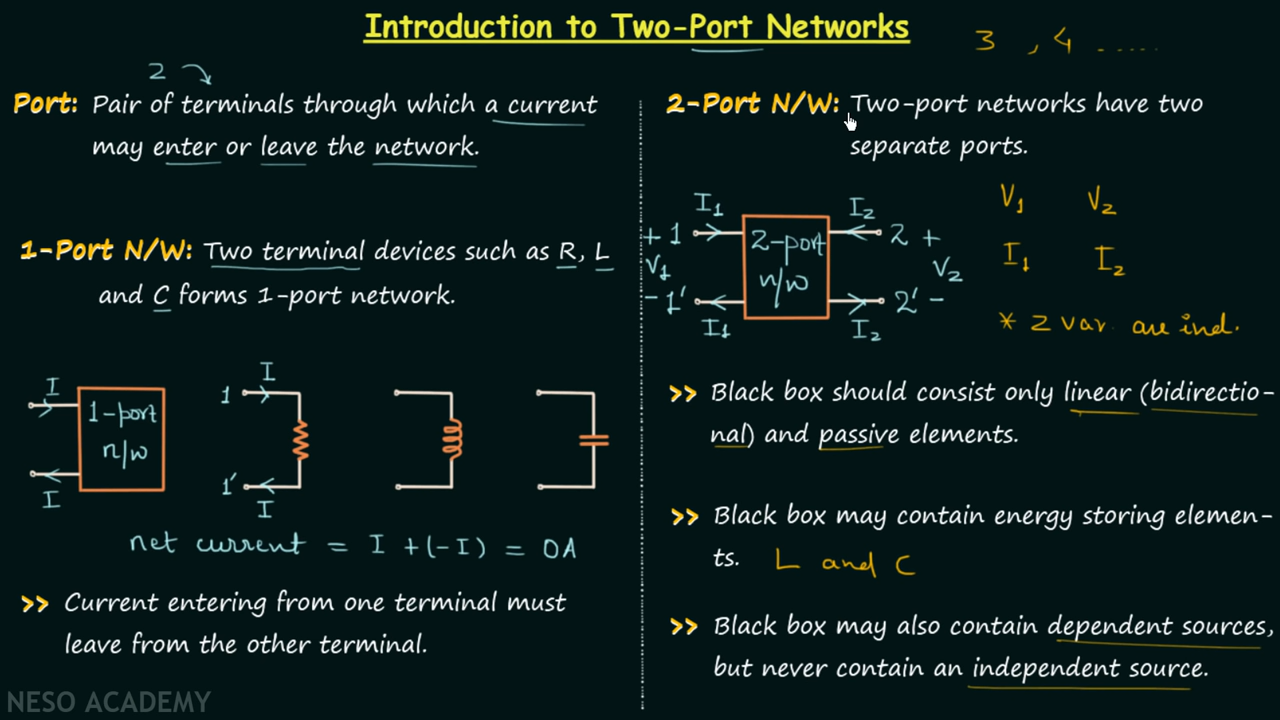 Introduction to Two-Port Networks
3 , 4 .....
2
Port: Pair of terminals through which a current
may enter or leave the network.
1-Port N/W: Two terminal devices such as R, L
and C forms 1-port network.
I
1-port
n/w
I
1
I
1'
I
net current = I + (-I) = 0A
>> Current entering from one terminal must
leave from the other terminal.
2-Port N/W: Two-port networks have two
separate ports.
I1
I2
+ 1
2-port
2 +
V1
n/w
V2
- 1'
2' -
I1
I2
V1 V2
I1 I2
* 2 var. are ind.
>> Black box should consist only linear (bidirectio-
nal) and passive elements.
>> Black box may contain energy storing elemen-
ts. L and C
>> Black box may also contain dependent sources,
but never contain an independent source.
NESO ACADEMY